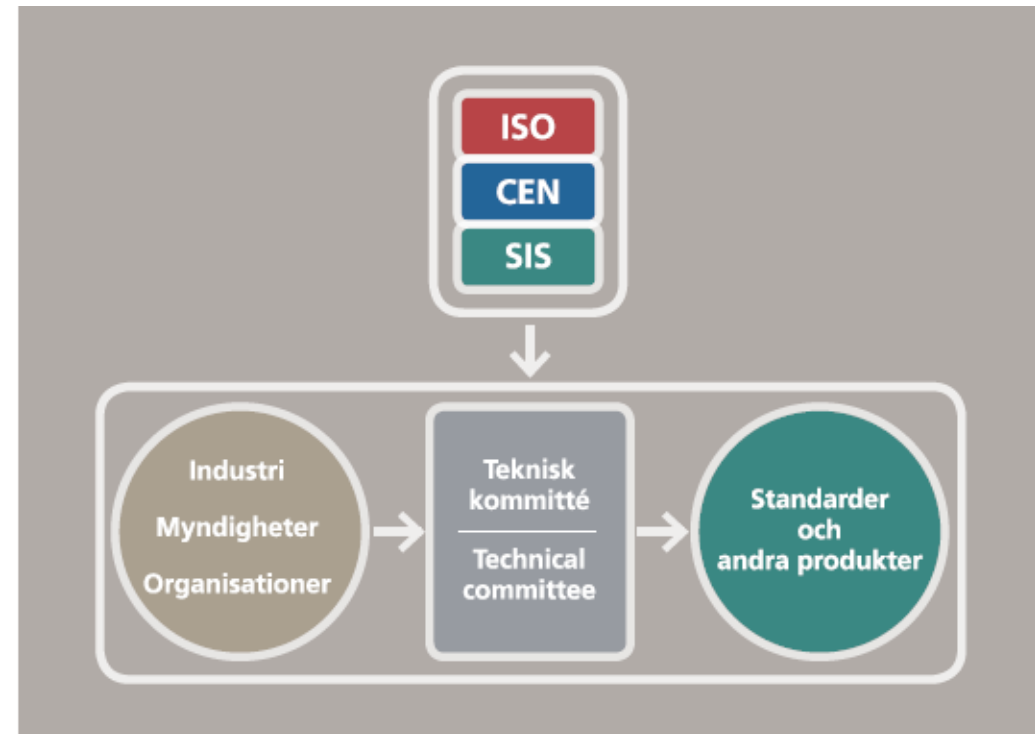 ISO
CEN
SIS
Industri
Myndigheter
Organisationer
Teknisk
kommitté
Technical
committee
Standarder
och
andra produkter